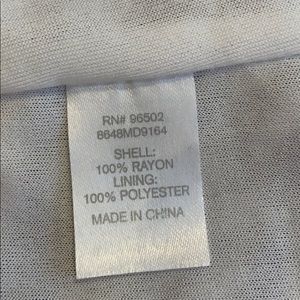 RN# 96502
8648MD9164
SHELL:
100% RAYON
LINING:
100% POLYESTER
MADE IN CHINA